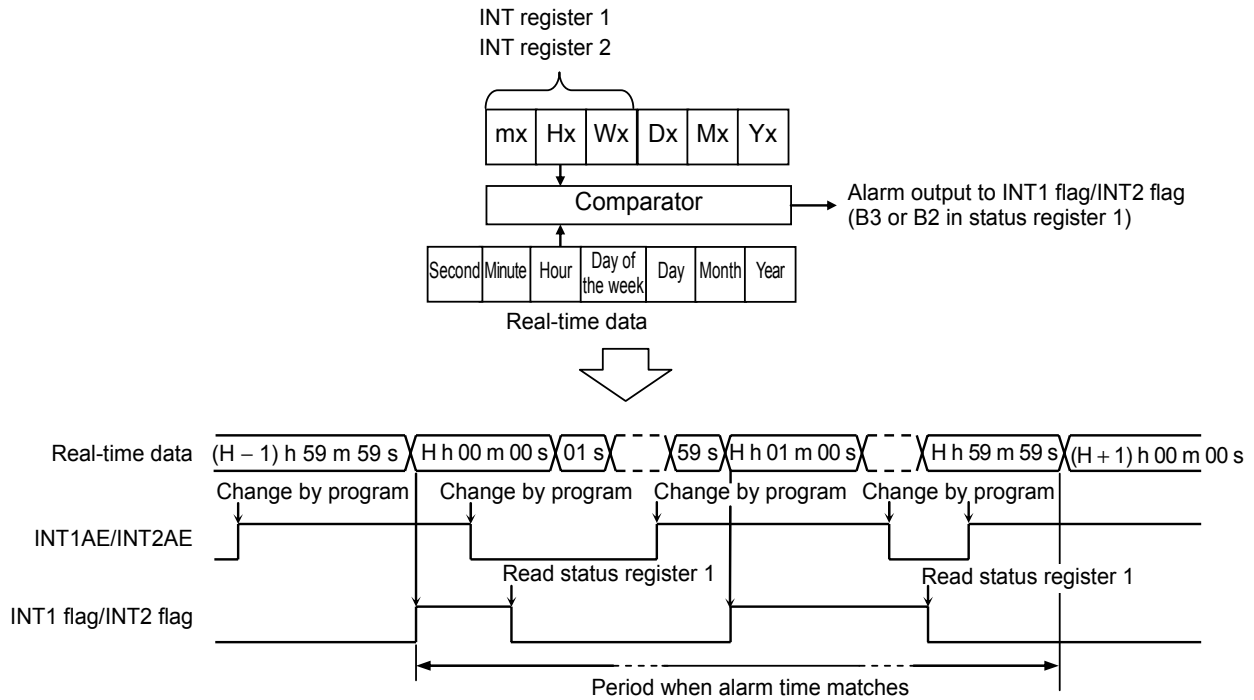 INT register 1
INT register 2
mx Hx Wx Dx Mx Yx
Comparator
Alarm output to INT1 flag/INT2 flag
(B3 or B2 in status register 1)
Second Minute Hour Day of the week Day Month Year
Real-time data
Real-time data (H − 1) h 59 m 59 s H h 00 m 00 s 01 s 59 s H h 01 m 00 s H h 59 m 59 s (H + 1) h 00 m 00 s
Change by program Change by program Change by program Change by program
INT1AE/INT2AE
Read status register 1 Read status register 1
INT1 flag/INT2 flag
Period when alarm time matches